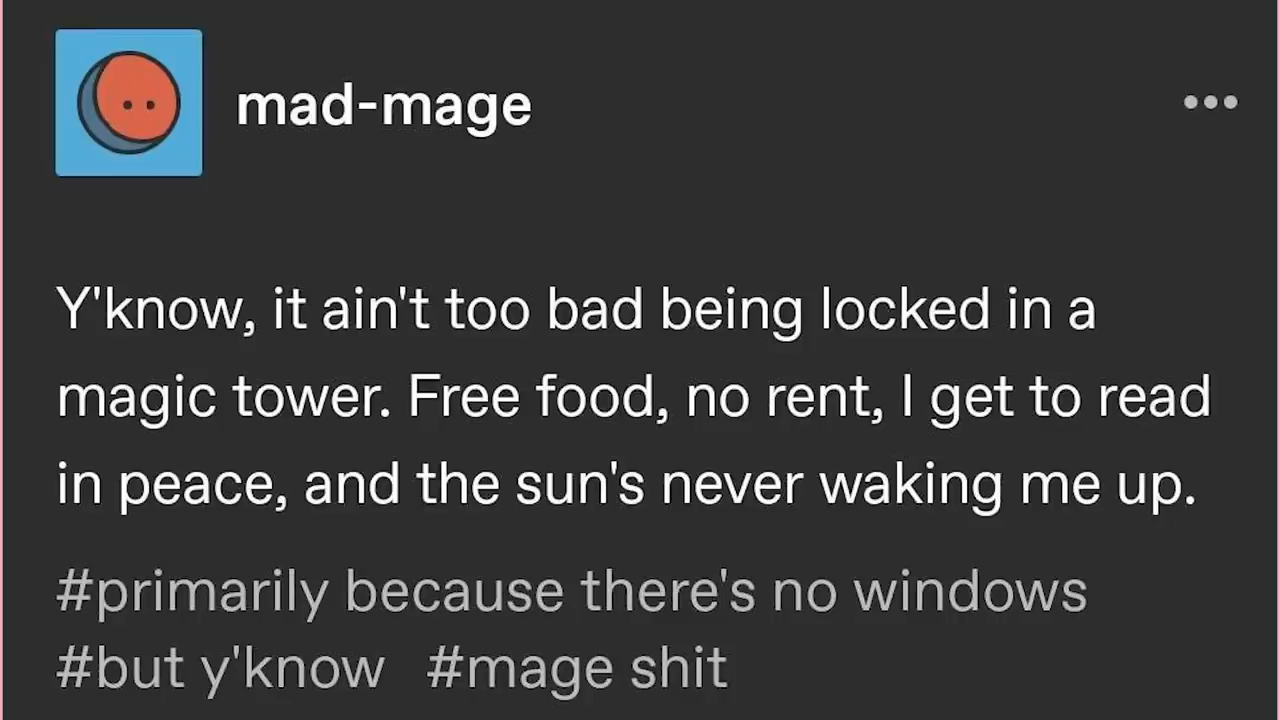 mad-mage
Y'know, it ain't too bad being locked in a
magic tower. Free food, no rent, I get to read
in peace, and the sun's never waking me up.
#primarily because there's no windows
#but y'know #mage shit